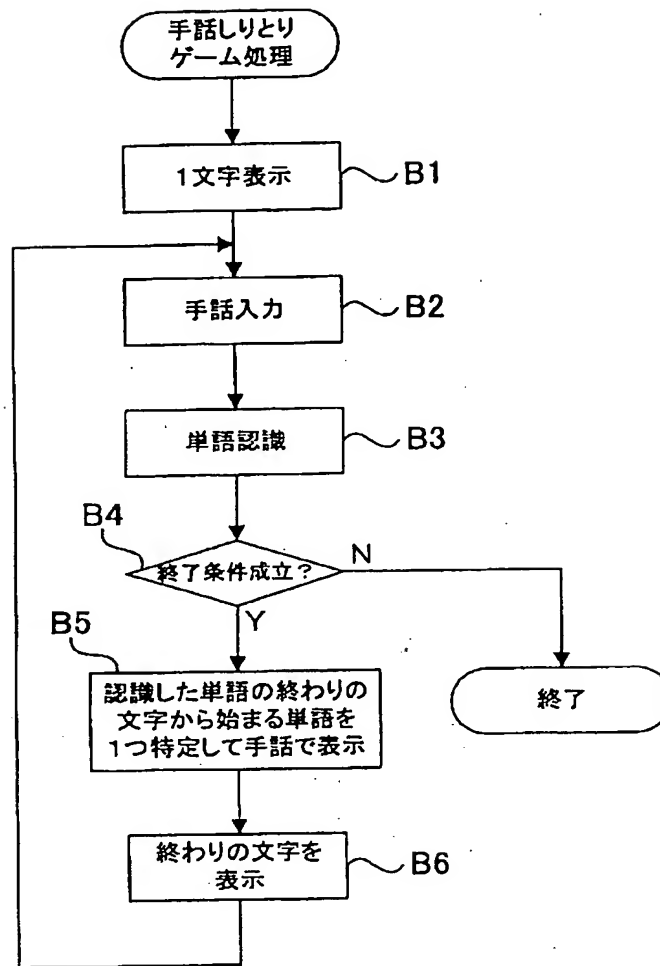 手話しりとり
ゲーム処理
1文字表示
B1
手話入力
B2
単語認識
B3
B4
終了条件成立？
N
Y
B5
認識した単語の終わりの
文字から始まる単語を
1つ特定して手話で表示
終了
終わりの文字を
表示
B6